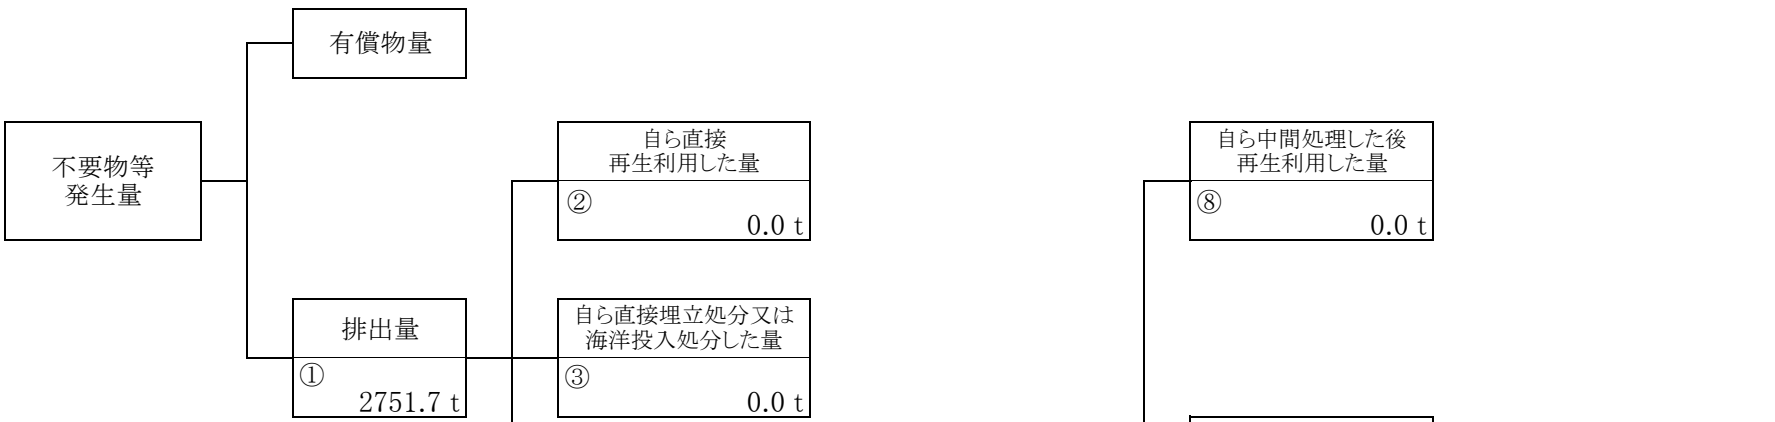 有償物量
不要物等
発生量
自ら直接
再生利用した量
②
0.0 t
自ら中間処理した後
再生利用した量
⑧
0.0 t
排出量
①
2751.7 t
自ら直接埋立処分又は
海洋投入処分した量
③
0.0 t